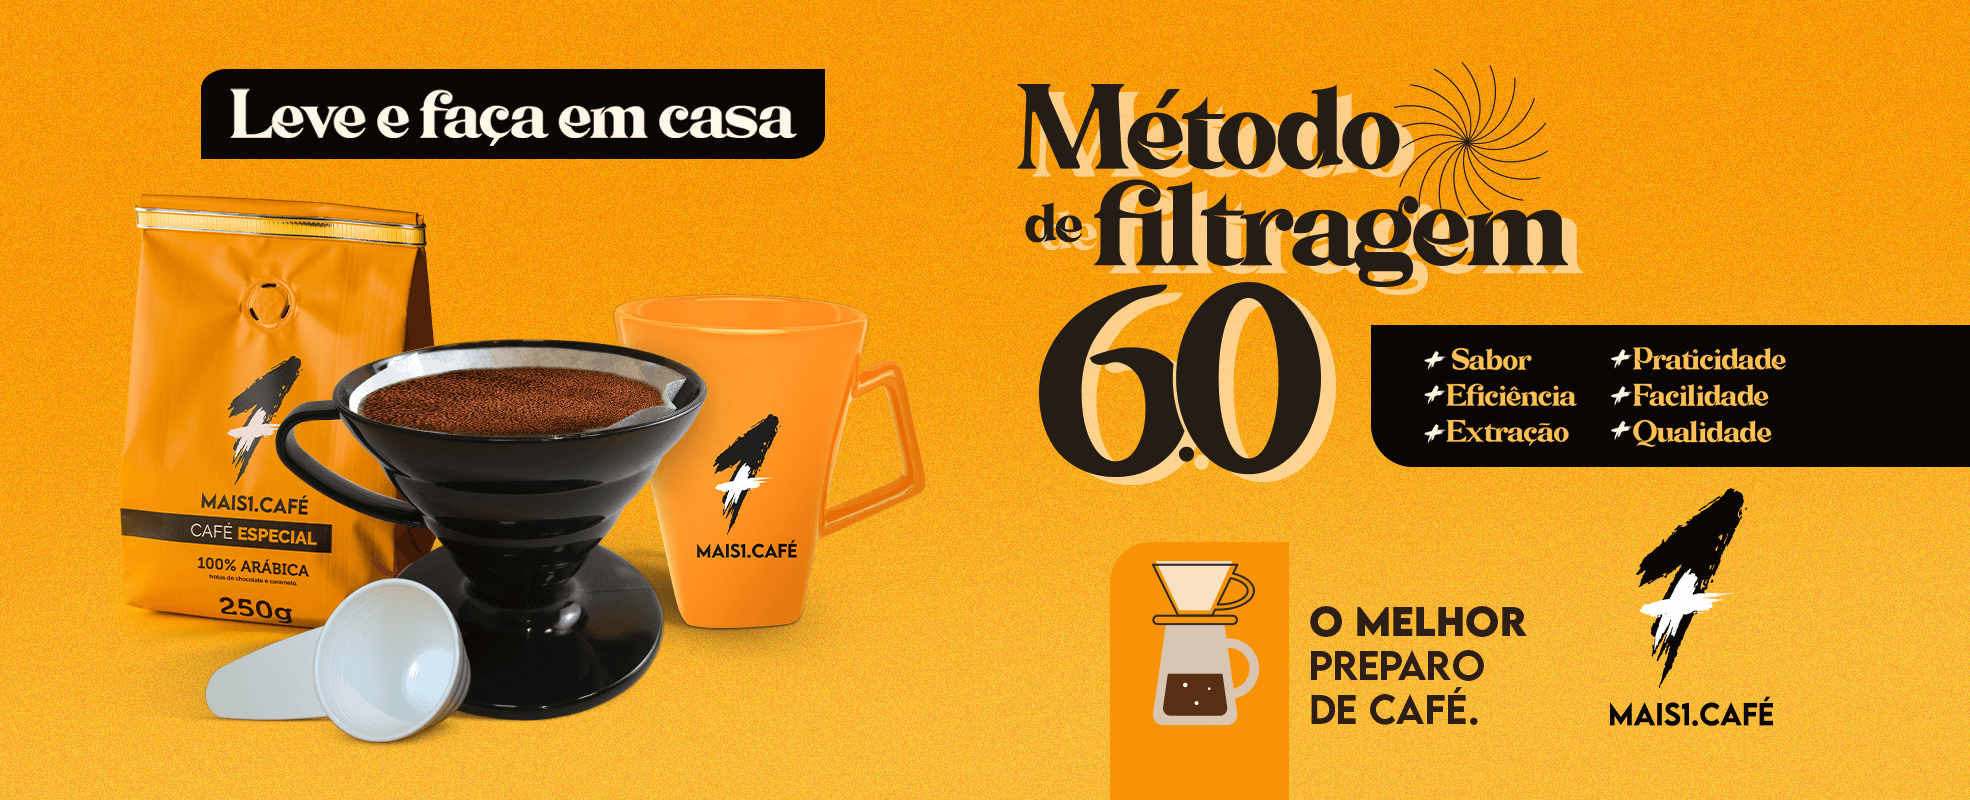 Leve e faça em casa
MAIS1.CAFÉ
CAFÉ ESPECIAL
100% ARÁBICA
Notas de chocolate e caramelo.
250g
MAIS1.CAFÉ
Método
de filtragem
6.0
+ Sabor
+ Eficiência
+ Extração
+ Praticidade
+ Facilidade
+ Qualidade
O MELHOR
PREPARO
DE CAFÉ.
MAIS1.CAFÉ